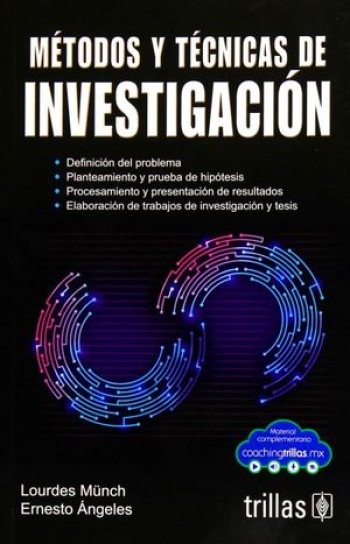 MÉTODOS Y TÉCNICAS DE
INVESTIGACIÓN
• Definición del problema
• Planteamiento y prueba de hipótesis
• Procesamiento y presentación de resultados
• Elaboración de trabajos de investigación y tesis
Material
complementario
coachingtrillas.mx
Lourdes Münch
Ernesto Ángeles
trillas